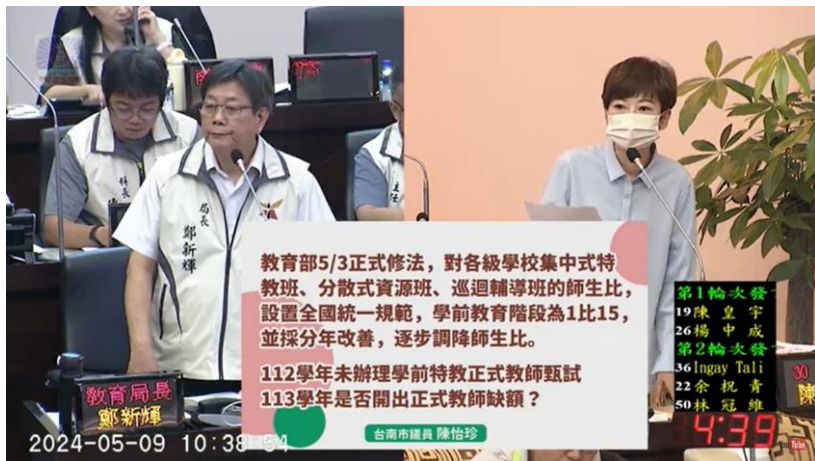 科長
局長
鄭新輝
主任
教育部5/3正式修法，對各級學校集中式特
教班、分散式資源班、巡迴輔導班的師生比，
設置全國統一規範，學前教育階段為1比15，
並採分年改善，逐步調降師生比。
112學年未辦理學前特教正式教師甄試
113學年是否開出正式教師缺額？
台南市議員 陳怡珍
教育局長
鄭新輝
2024-05-09 10:38:54
第1輪次發
19陳皇宇
26楊中成
第2輪次發
36Ingay Tali
22余祝青
50林冠維
4:39
30
陳
YouTube